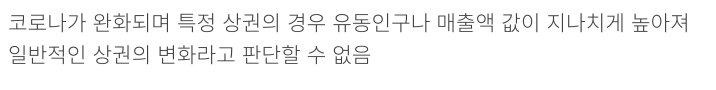 코로나가 완화되며 특정 상권의 경우 유동인구나 매출액 값이 지나치게 높아져
일반적인 상권의 변화라고 판단할 수 없음